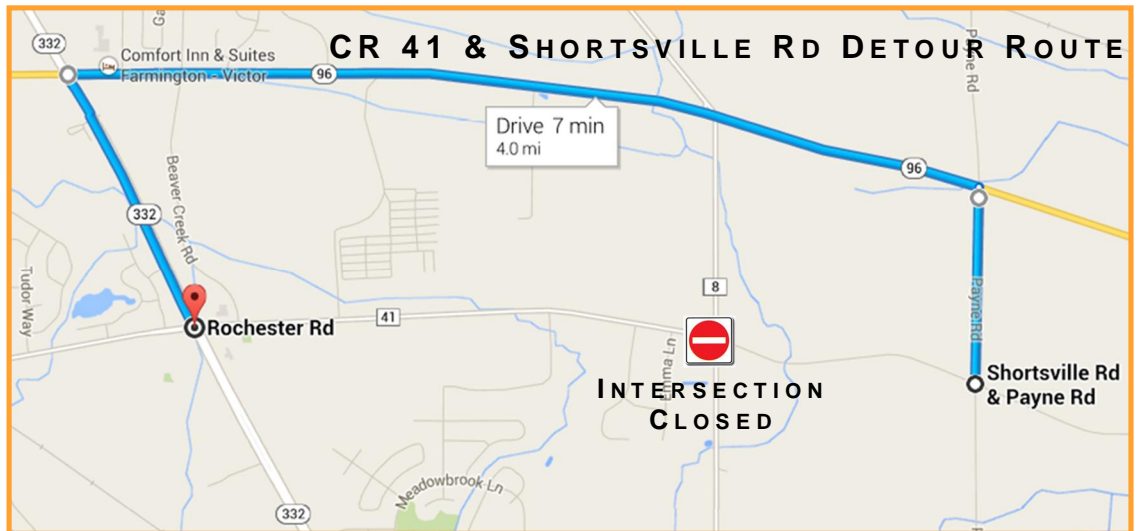 CR 41 & SHORTSVILLE RD DETOUR ROUTE
332
Comfort Inn & Suites
Farmington - Victor
96
Payne Rd
Drive 7 min
4.0 mi
96
Beaver Creek Rd
332
Tudor Way
8
Payne Rd
Rochester Rd
41
Emma Ln
INTERSECTION
CLOSED
Shortsville Rd
& Payne Rd
Meadowbrook Ln
332